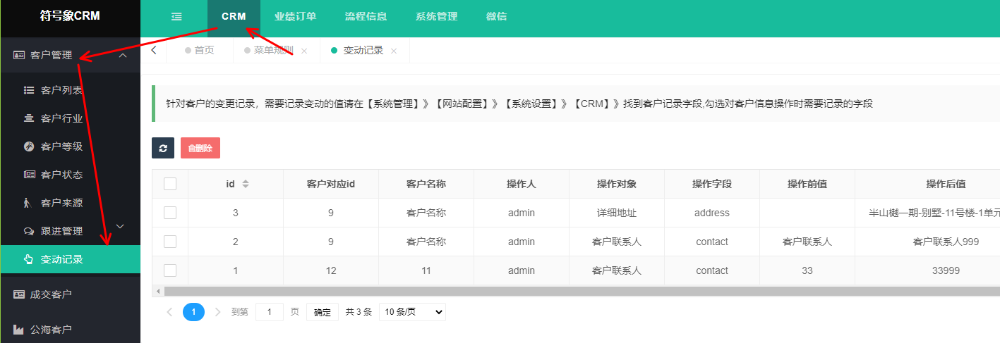 符号象CRM
CRM 业绩订单 流程信息 系统管理 微信
客户管理
客户列表
客户行业
客户等级
客户状态
客户来源
跟进管理
变动记录
成交客户
公海客户
首页 菜单规则 变动记录
针对客户的变更记录，需要记录变动的值请在【系统管理】》【网站配置】》【系统设置】》【CRM】》找到客户记录字段,勾选对客户信息操作时需要记录的字段
删除
id 客户对应id 客户名称 操作人 操作对象 操作字段 操作前值 操作后值
3 9 客户名称 admin 详细地址 address 半山樾一期-别墅-11号楼-1单元
2 9 客户名称 admin 客户联系人 contact 客户联系人 客户联系人999
1 12 11 admin 客户联系人 contact 33 33999
1 到第 1 页 确定 共 3 条 10 条/页